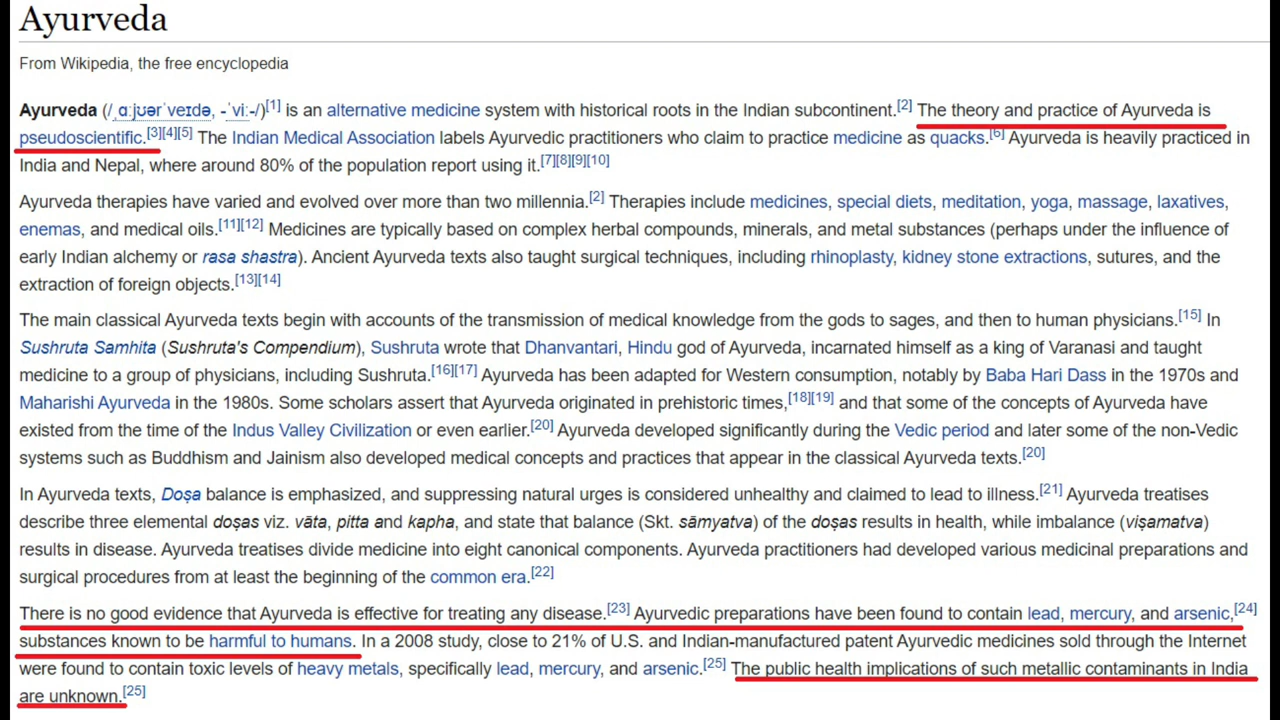 Ayurveda
From Wikipedia, the free encyclopedia
Ayurveda (/ˌɑːjʊərˈveɪdə, -ˈviː-/)[1] is an alternative medicine system with historical roots in the Indian subcontinent.[2] The theory and practice of Ayurveda is
pseudoscientific.[3][4][5] The Indian Medical Association labels Ayurvedic practitioners who claim to practice medicine as quacks.[6] Ayurveda is heavily practiced in
India and Nepal, where around 80% of the population report using it.[7][8][9][10]
Ayurveda therapies have varied and evolved over more than two millennia.[2] Therapies include medicines, special diets, meditation, yoga, massage, laxatives,
enemas, and medical oils.[11][12] Medicines are typically based on complex herbal compounds, minerals, and metal substances (perhaps under the influence of
early Indian alchemy or rasa shastra). Ancient Ayurveda texts also taught surgical techniques, including rhinoplasty, kidney stone extractions, sutures, and the
extraction of foreign objects.[13][14]
The main classical Ayurveda texts begin with accounts of the transmission of medical knowledge from the gods to sages, and then to human physicians.[15] In
Sushruta Samhita (Sushruta's Compendium), Sushruta wrote that Dhanvantari, Hindu god of Ayurveda, incarnated himself as a king of Varanasi and taught
medicine to a group of physicians, including Sushruta.[16][17] Ayurveda has been adapted for Western consumption, notably by Baba Hari Dass in the 1970s and
Maharishi Ayurveda in the 1980s. Some scholars assert that Ayurveda originated in prehistoric times,[18][19] and that some of the concepts of Ayurveda have
existed from the time of the Indus Valley Civilization or even earlier.[20] Ayurveda developed significantly during the Vedic period and later some of the non-Vedic
systems such as Buddhism and Jainism also developed medical concepts and practices that appear in the classical Ayurveda texts.[20]
In Ayurveda texts, Doṣa balance is emphasized, and suppressing natural urges is considered unhealthy and claimed to lead to illness.[21] Ayurveda treatises
describe three elemental doṣas viz. vāta, pitta and kapha, and state that balance (Skt. sāmyatva) of the doṣas results in health, while imbalance (viṣamatva)
results in disease. Ayurveda treatises divide medicine into eight canonical components. Ayurveda practitioners had developed various medicinal preparations and
surgical procedures from at least the beginning of the common era.[22]
There is no good evidence that Ayurveda is effective for treating any disease.[23] Ayurvedic preparations have been found to contain lead, mercury, and arsenic,[24]
substances known to be harmful to humans. In a 2008 study, close to 21% of U.S. and Indian-manufactured patent Ayurvedic medicines sold through the Internet
were found to contain toxic levels of heavy metals, specifically lead, mercury, and arsenic.[25] The public health implications of such metallic contaminants in India
are unknown.[25]